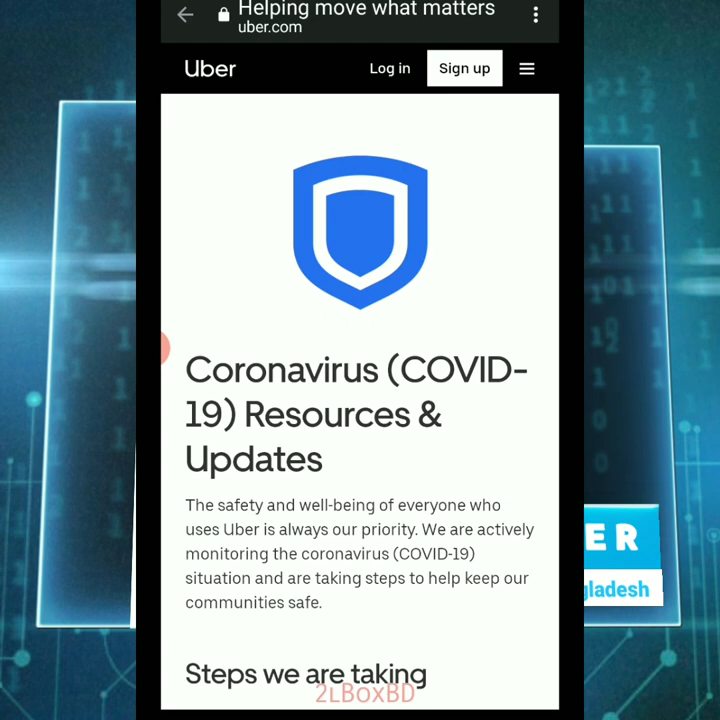 Helping move what matters
uber.com
Uber
Log in
Sign up
Coronavirus (COVID-
19) Resources &
Updates
The safety and well-being of everyone who
uses Uber is always our priority. We are actively
monitoring the coronavirus (COVID-19)
situation and are taking steps to help keep our
communities safe.
Steps we are taking
2LBoxBD
ER
gladesh